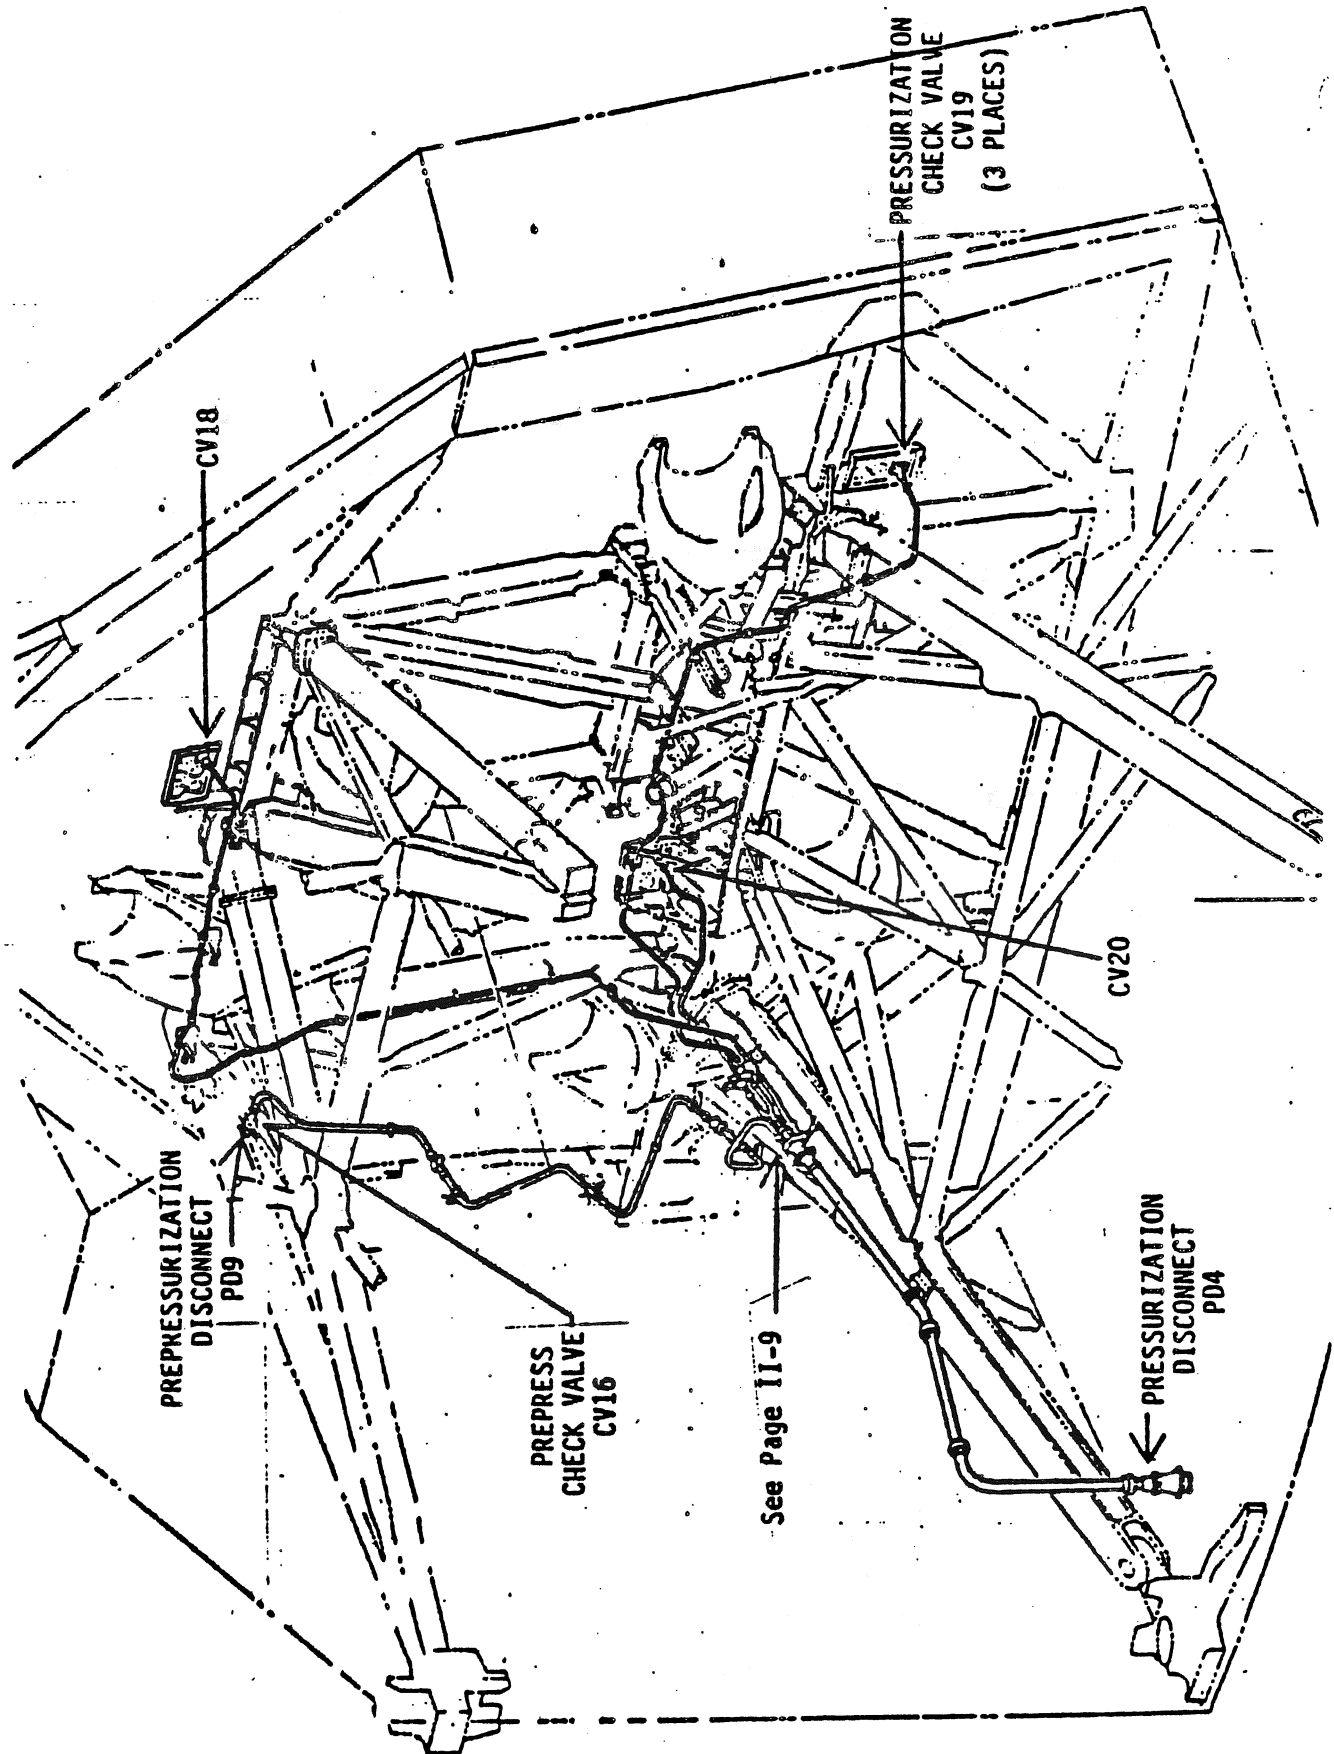 CV18
PRESSURIZATION
CHECK VALVE
CV19
(3 PLACES)
PREPRESSURIZATION
DISCONNECT
PD9
PREPRESS
CHECK VALVE
CV16
See Page II-9
CV20
PRESSURIZATION
DISCONNECT
PD4